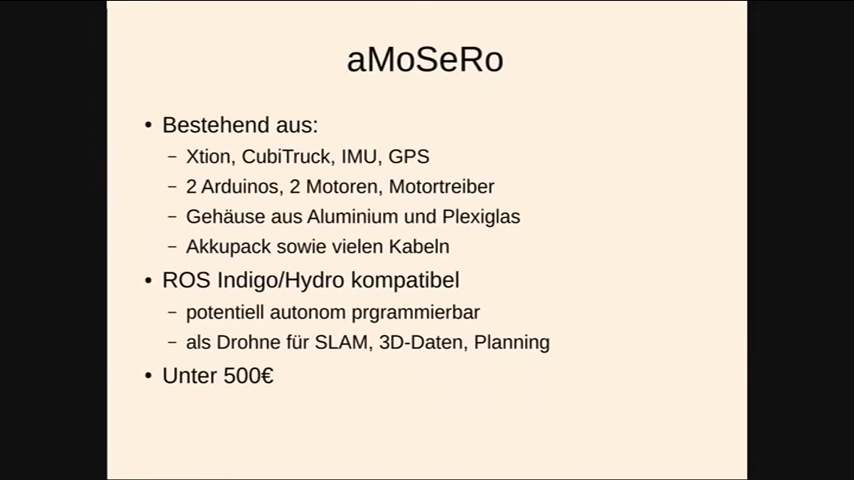 aMoSeRo
• Bestehend aus:
– Xtion, CubiTruck, IMU, GPS
– 2 Arduinos, 2 Motoren, Motortreiber
– Gehäuse aus Aluminium und Plexiglas
– Akkupack sowie vielen Kabeln
• ROS Indigo/Hydro kompatibel
– potentiell autonom prgrammierbar
– als Drohne für SLAM, 3D-Daten, Planning
• Unter 500€